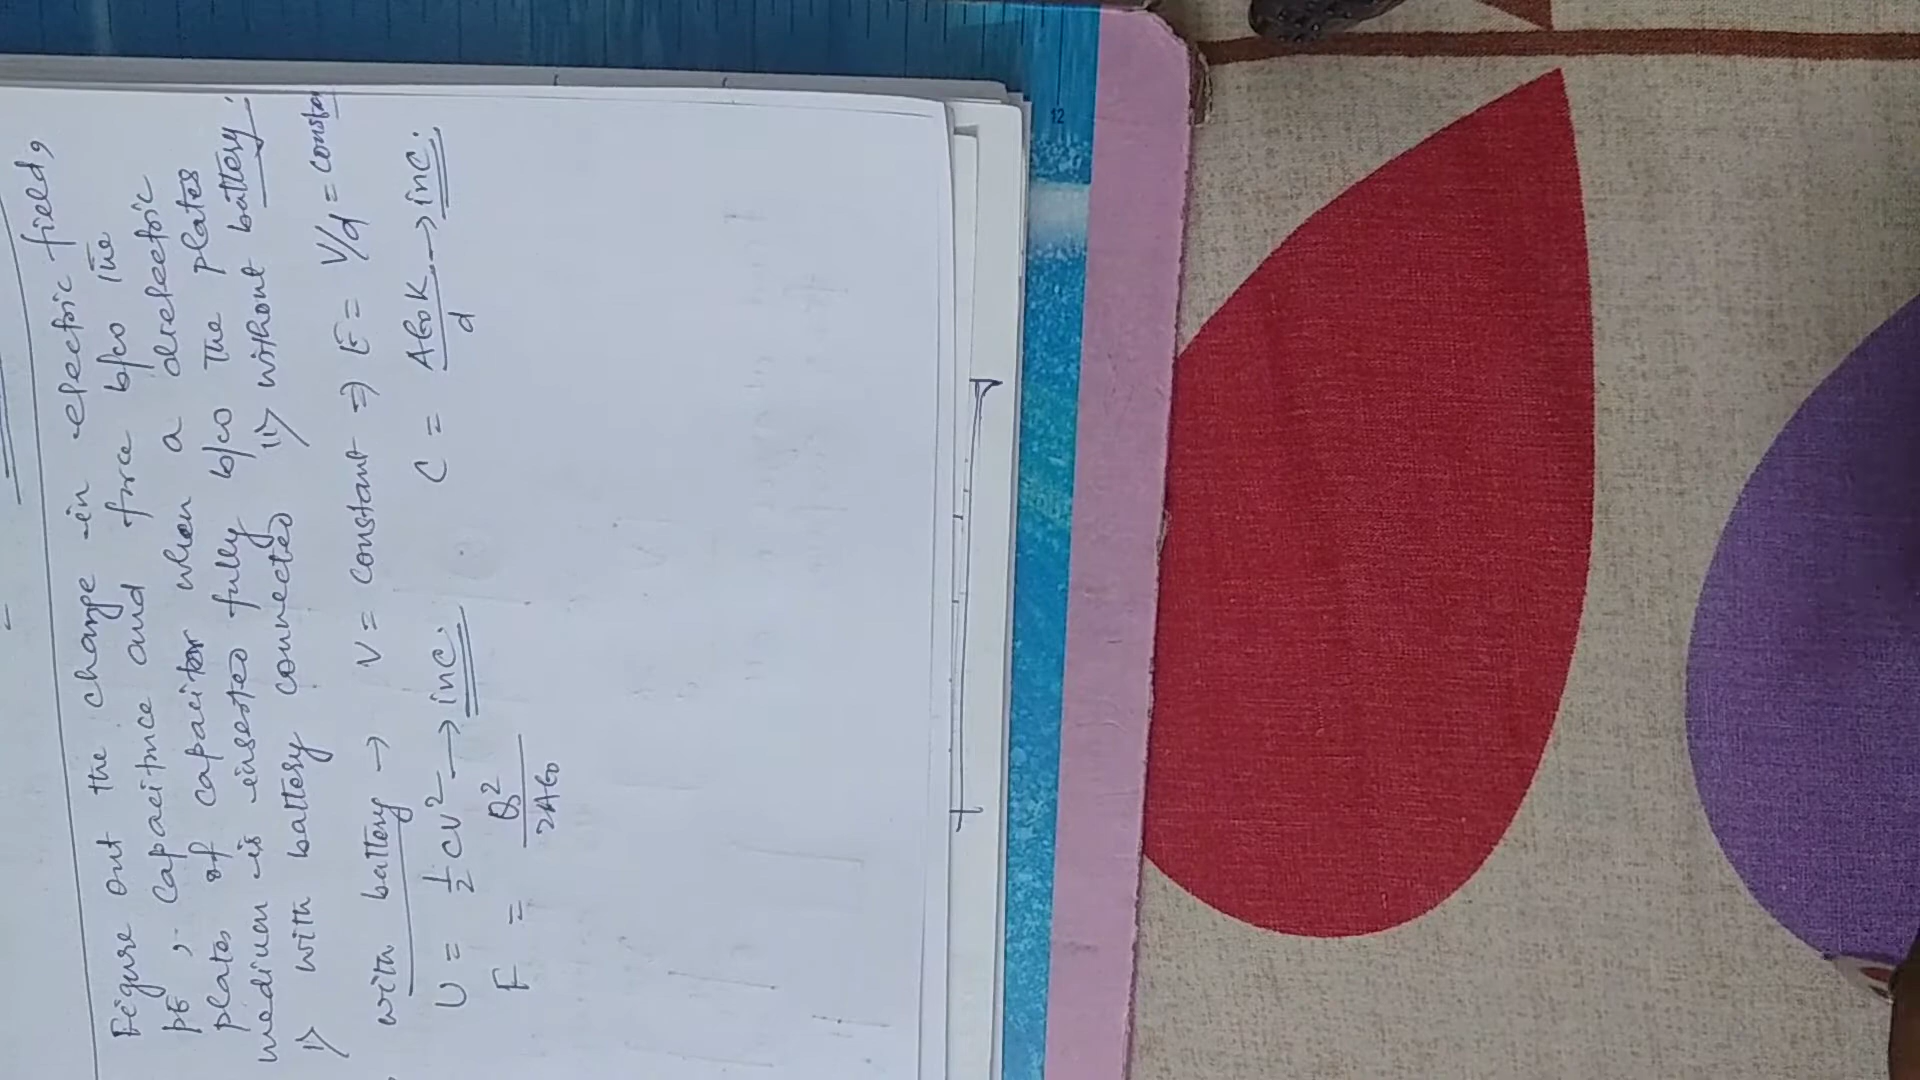 Figure out the change in electric field,
PE, capacitance and force b/w the
plates of capacitor when a dielectric
medium is inserted fully b/w the plates
i> with battery connected ii> without battery.
with battery → V = constant ⇒ E = V/d = constan
U = 1/2 CV² → inc. C = Aε₀K/d → inc.
F = Q²/2Aε₀
12